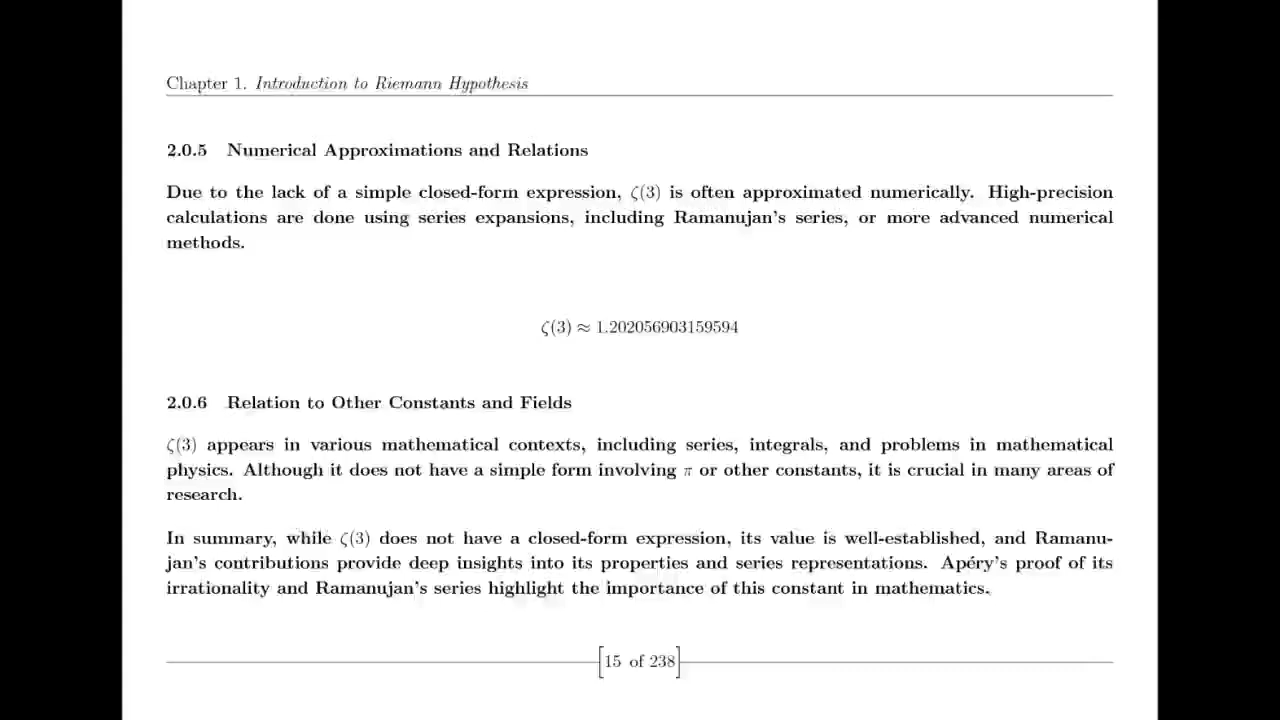 Chapter 1. Introduction to Riemann Hypothesis
2.0.5 Numerical Approximations and Relations
Due to the lack of a simple closed-form expression, ζ(3) is often approximated numerically. High-precision
calculations are done using series expansions, including Ramanujan's series, or more advanced numerical
methods.
ζ(3) ≈ 1.202056903159594
2.0.6 Relation to Other Constants and Fields
ζ(3) appears in various mathematical contexts, including series, integrals, and problems in mathematical
physics. Although it does not have a simple form involving π or other constants, it is crucial in many areas of
research.
In summary, while ζ(3) does not have a closed-form expression, its value is well-established, and Ramanu-
jan's contributions provide deep insights into its properties and series representations. Apéry's proof of its
irrationality and Ramanujan's series highlight the importance of this constant in mathematics.
[15 of 238]